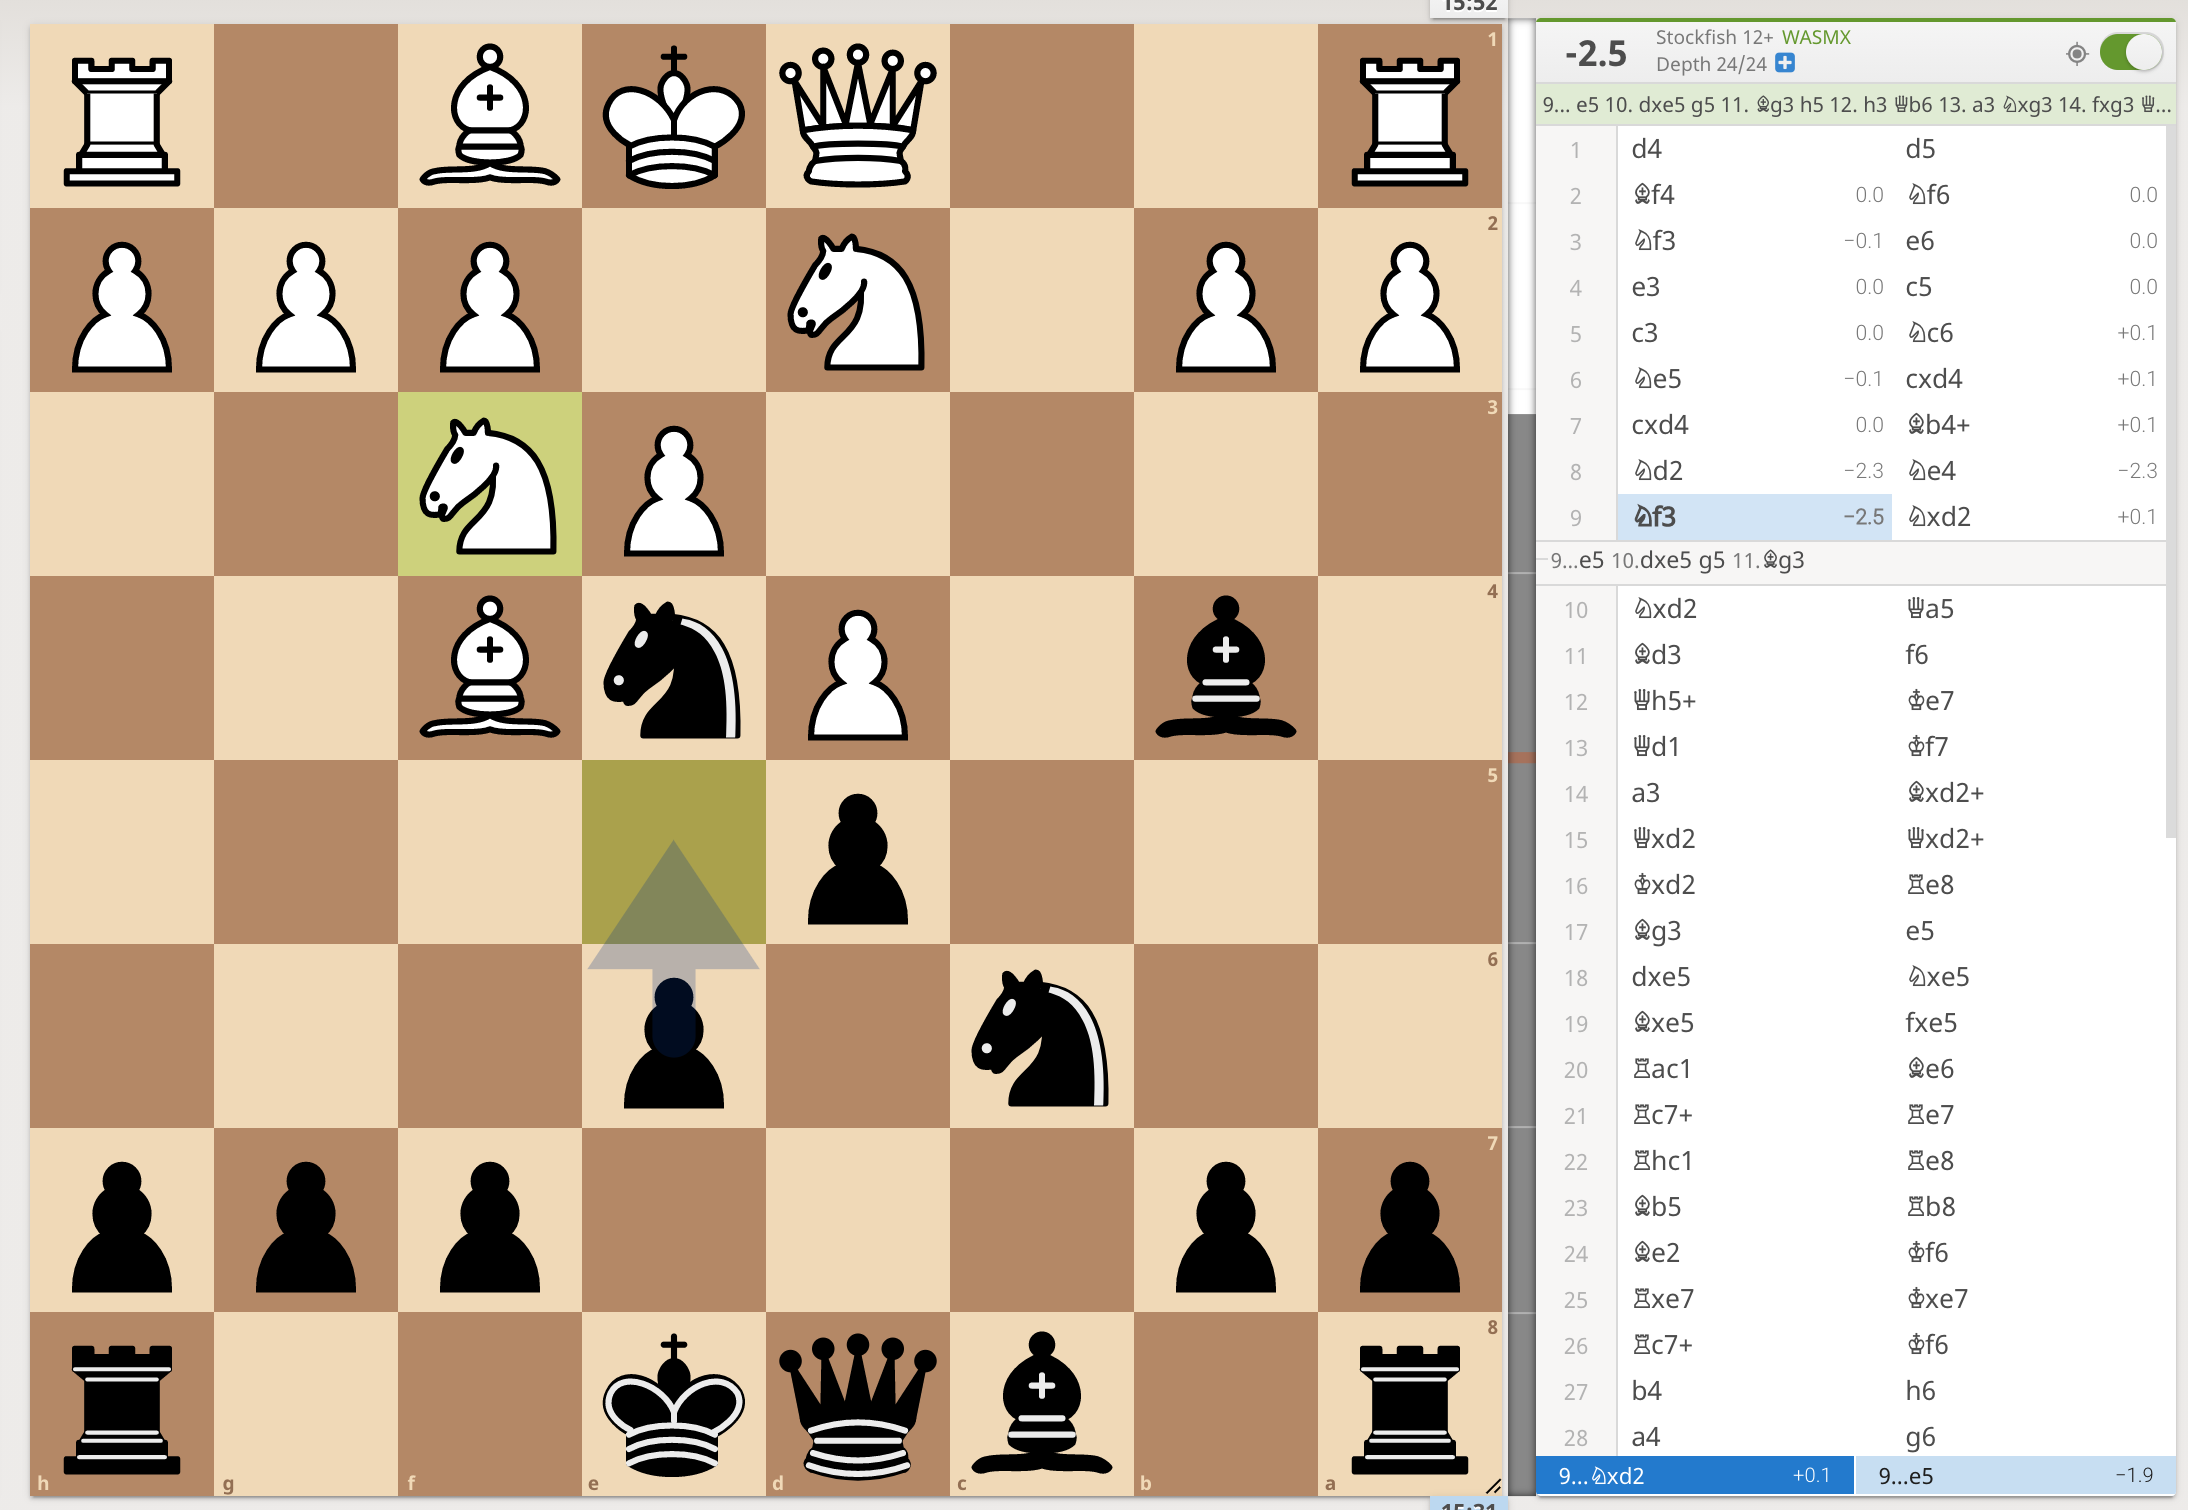 15:52
1
2
3
4
5
6
7
8
h g f e d c b a
-2.5
Stockfish 12+ WASMX
Depth 24/24
9... e5 10. dxe5 g5 11. ♗g3 h5 12. h3 ♕b6 13. a3 ♘xg3 14. fxg3 ♕...
1 d4 d5
2 ♗f4 0.0 ♘f6 0.0
3 ♘f3 −0.1 e6 0.0
4 e3 0.0 c5 0.0
5 c3 0.0 ♘c6 +0.1
6 ♘e5 −0.1 cxd4 +0.1
7 cxd4 0.0 ♗b4+ +0.1
8 ♘d2 −2.3 ♘e4 −2.3
9 ♘f3 −2.5 ♘xd2 +0.1
9...e5 10.dxe5 g5 11.♗g3
10 ♘xd2 ♕a5
11 ♗d3 f6
12 ♕h5+ ♔e7
13 ♕d1 ♔f7
14 a3 ♗xd2+
15 ♕xd2 ♕xd2+
16 ♔xd2 ♖e8
17 ♗g3 e5
18 dxe5 ♘xe5
19 ♗xe5 fxe5
20 ♖ac1 ♗e6
21 ♖c7+ ♖e7
22 ♖hc1 ♖e8
23 ♗b5 ♖b8
24 ♗e2 ♔f6
25 ♖xe7 ♔xe7
26 ♖c7+ ♔f6
27 b4 h6
28 a4 g6
9...♘xd2 +0.1 9...e5 −1.9